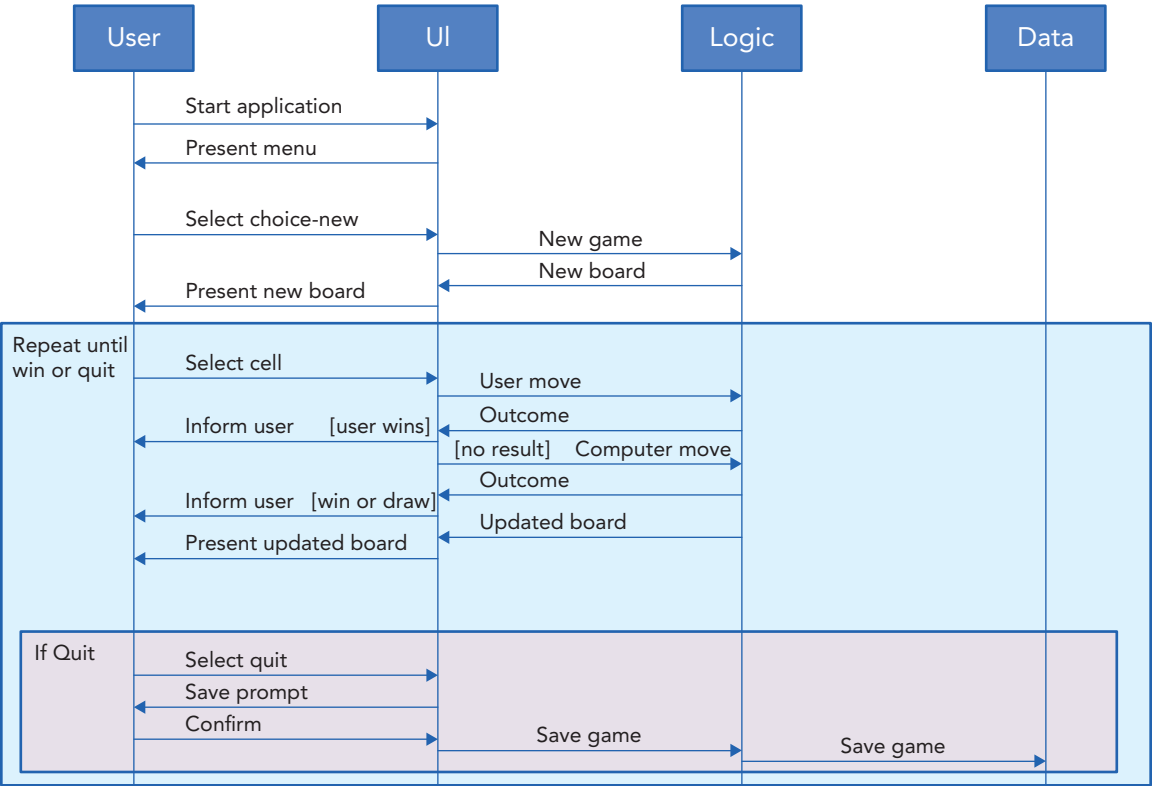 User
UI
Logic
Data
Start application
Present menu
Select choice-new
New game
New board
Present new board
Repeat until
win or quit
Select cell
User move
Outcome
Inform user [user wins]
[no result] Computer move
Outcome
Inform user [win or draw]
Updated board
Present updated board
If Quit
Select quit
Save prompt
Confirm
Save game
Save game